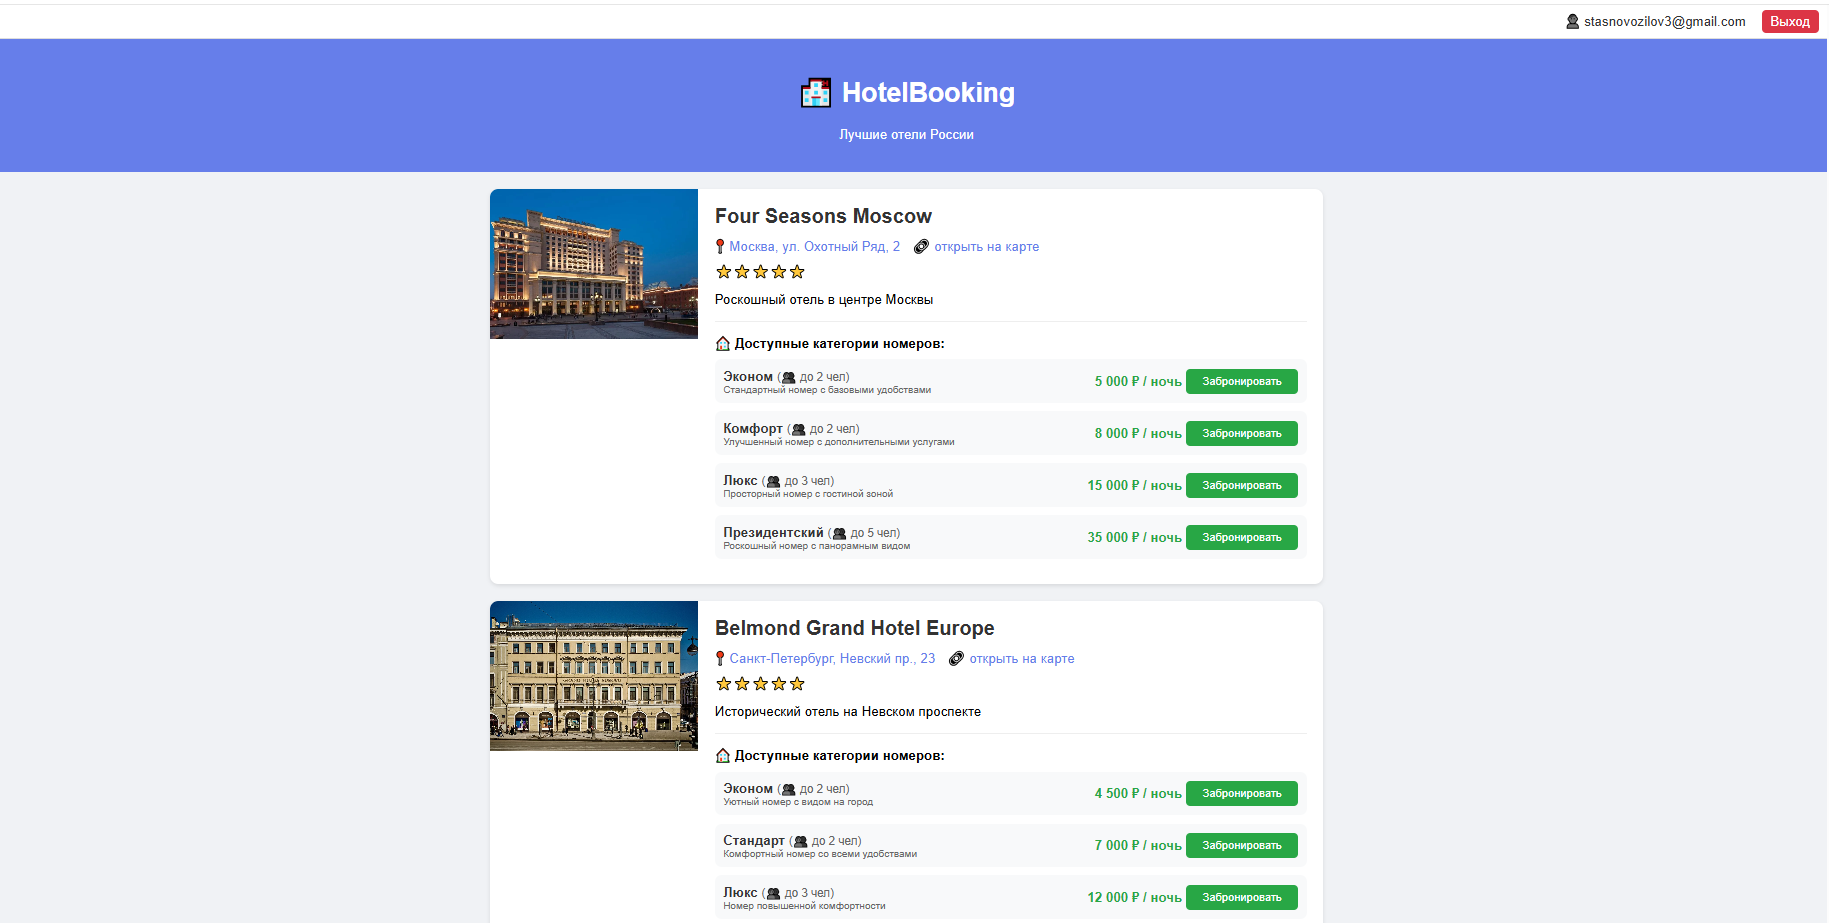 stasnovozilov3@gmail.com Выход
HotelBooking
Лучшие отели России
Four Seasons Moscow
Москва, ул. Охотный Ряд, 2 открыть на карте
Роскошный отель в центре Москвы
Доступные категории номеров:
Эконом (до 2 чел)
Стандартный номер с базовыми удобствами
5 000 ₽ / ночь Забронировать
Комфорт (до 2 чел)
Улучшенный номер с дополнительными услугами
8 000 ₽ / ночь Забронировать
Люкс (до 3 чел)
Просторный номер с гостиной зоной
15 000 ₽ / ночь Забронировать
Президентский (до 5 чел)
Роскошный номер с панорамным видом
35 000 ₽ / ночь Забронировать
Belmond Grand Hotel Europe
Санкт-Петербург, Невский пр., 23 открыть на карте
Исторический отель на Невском проспекте
Доступные категории номеров:
Эконом (до 2 чел)
Уютный номер с видом на город
4 500 ₽ / ночь Забронировать
Стандарт (до 2 чел)
Комфортный номер со всеми удобствами
7 000 ₽ / ночь Забронировать
Люкс (до 3 чел)
Номер повышенной комфортности
12 000 ₽ / ночь Забронировать